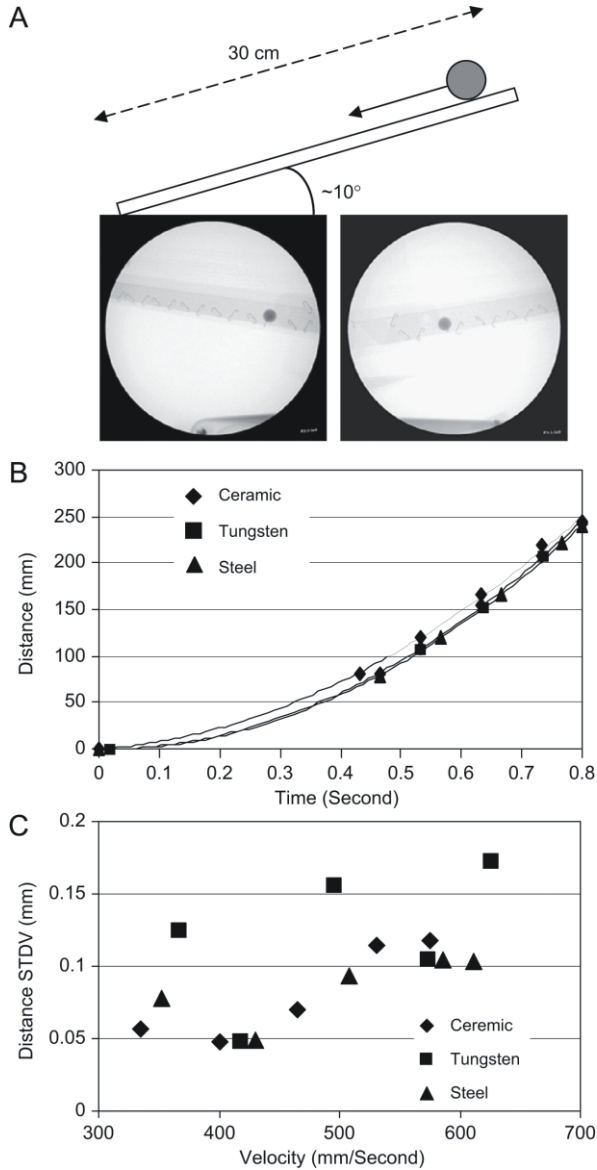 A
30 cm
~10°
B
300
250
200
150
100
50
0
Distance (mm)
Ceramic
Tungsten
Steel
0 0.1 0.2 0.3 0.4 0.5 0.6 0.7 0.8
Time (Second)
C
0.2
0.15
0.1
0.05
0
Distance STDV (mm)
Ceremic
Tungsten
Steel
300 400 500 600 700
Velocity (mm/Second)